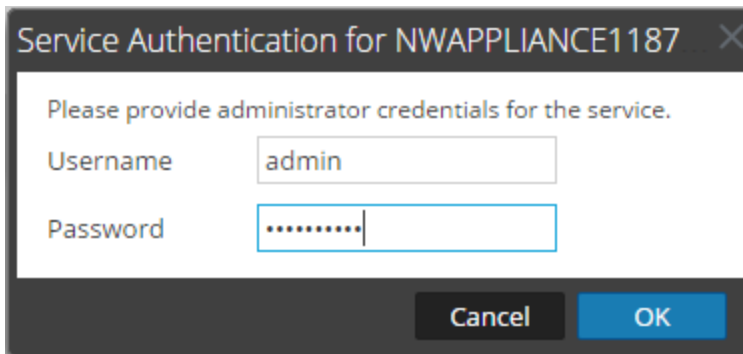 Service Authentication for NWAPPLIANCE1187...
Please provide administrator credentials for the service.
Username admin
Password ••••••••••
Cancel OK